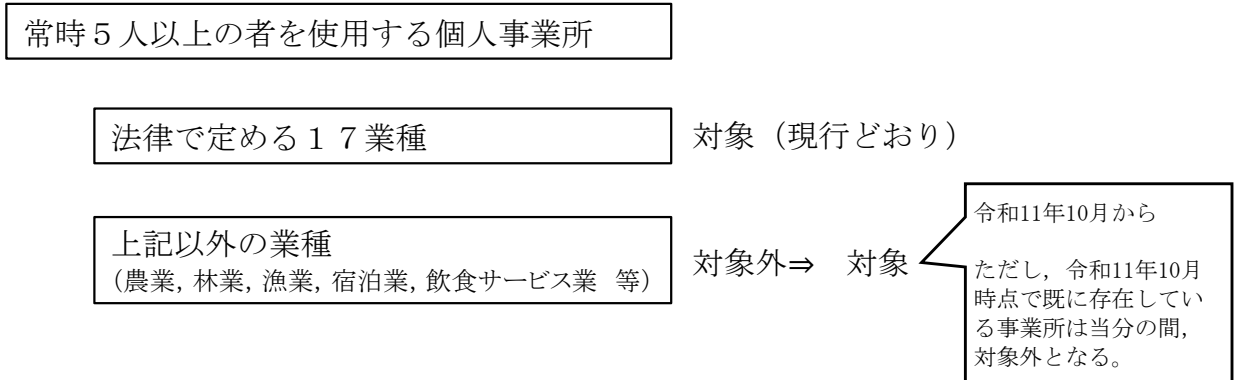 常時５人以上の者を使用する個人事業所
法律で定める１７業種
対象（現行どおり）
上記以外の業種
（農業，林業，漁業，宿泊業，飲食サービス業　等）
対象外⇒　対象
令和11年10月から
ただし，令和11年10月
時点で既に存在してい
る事業所は当分の間，
対象外となる。